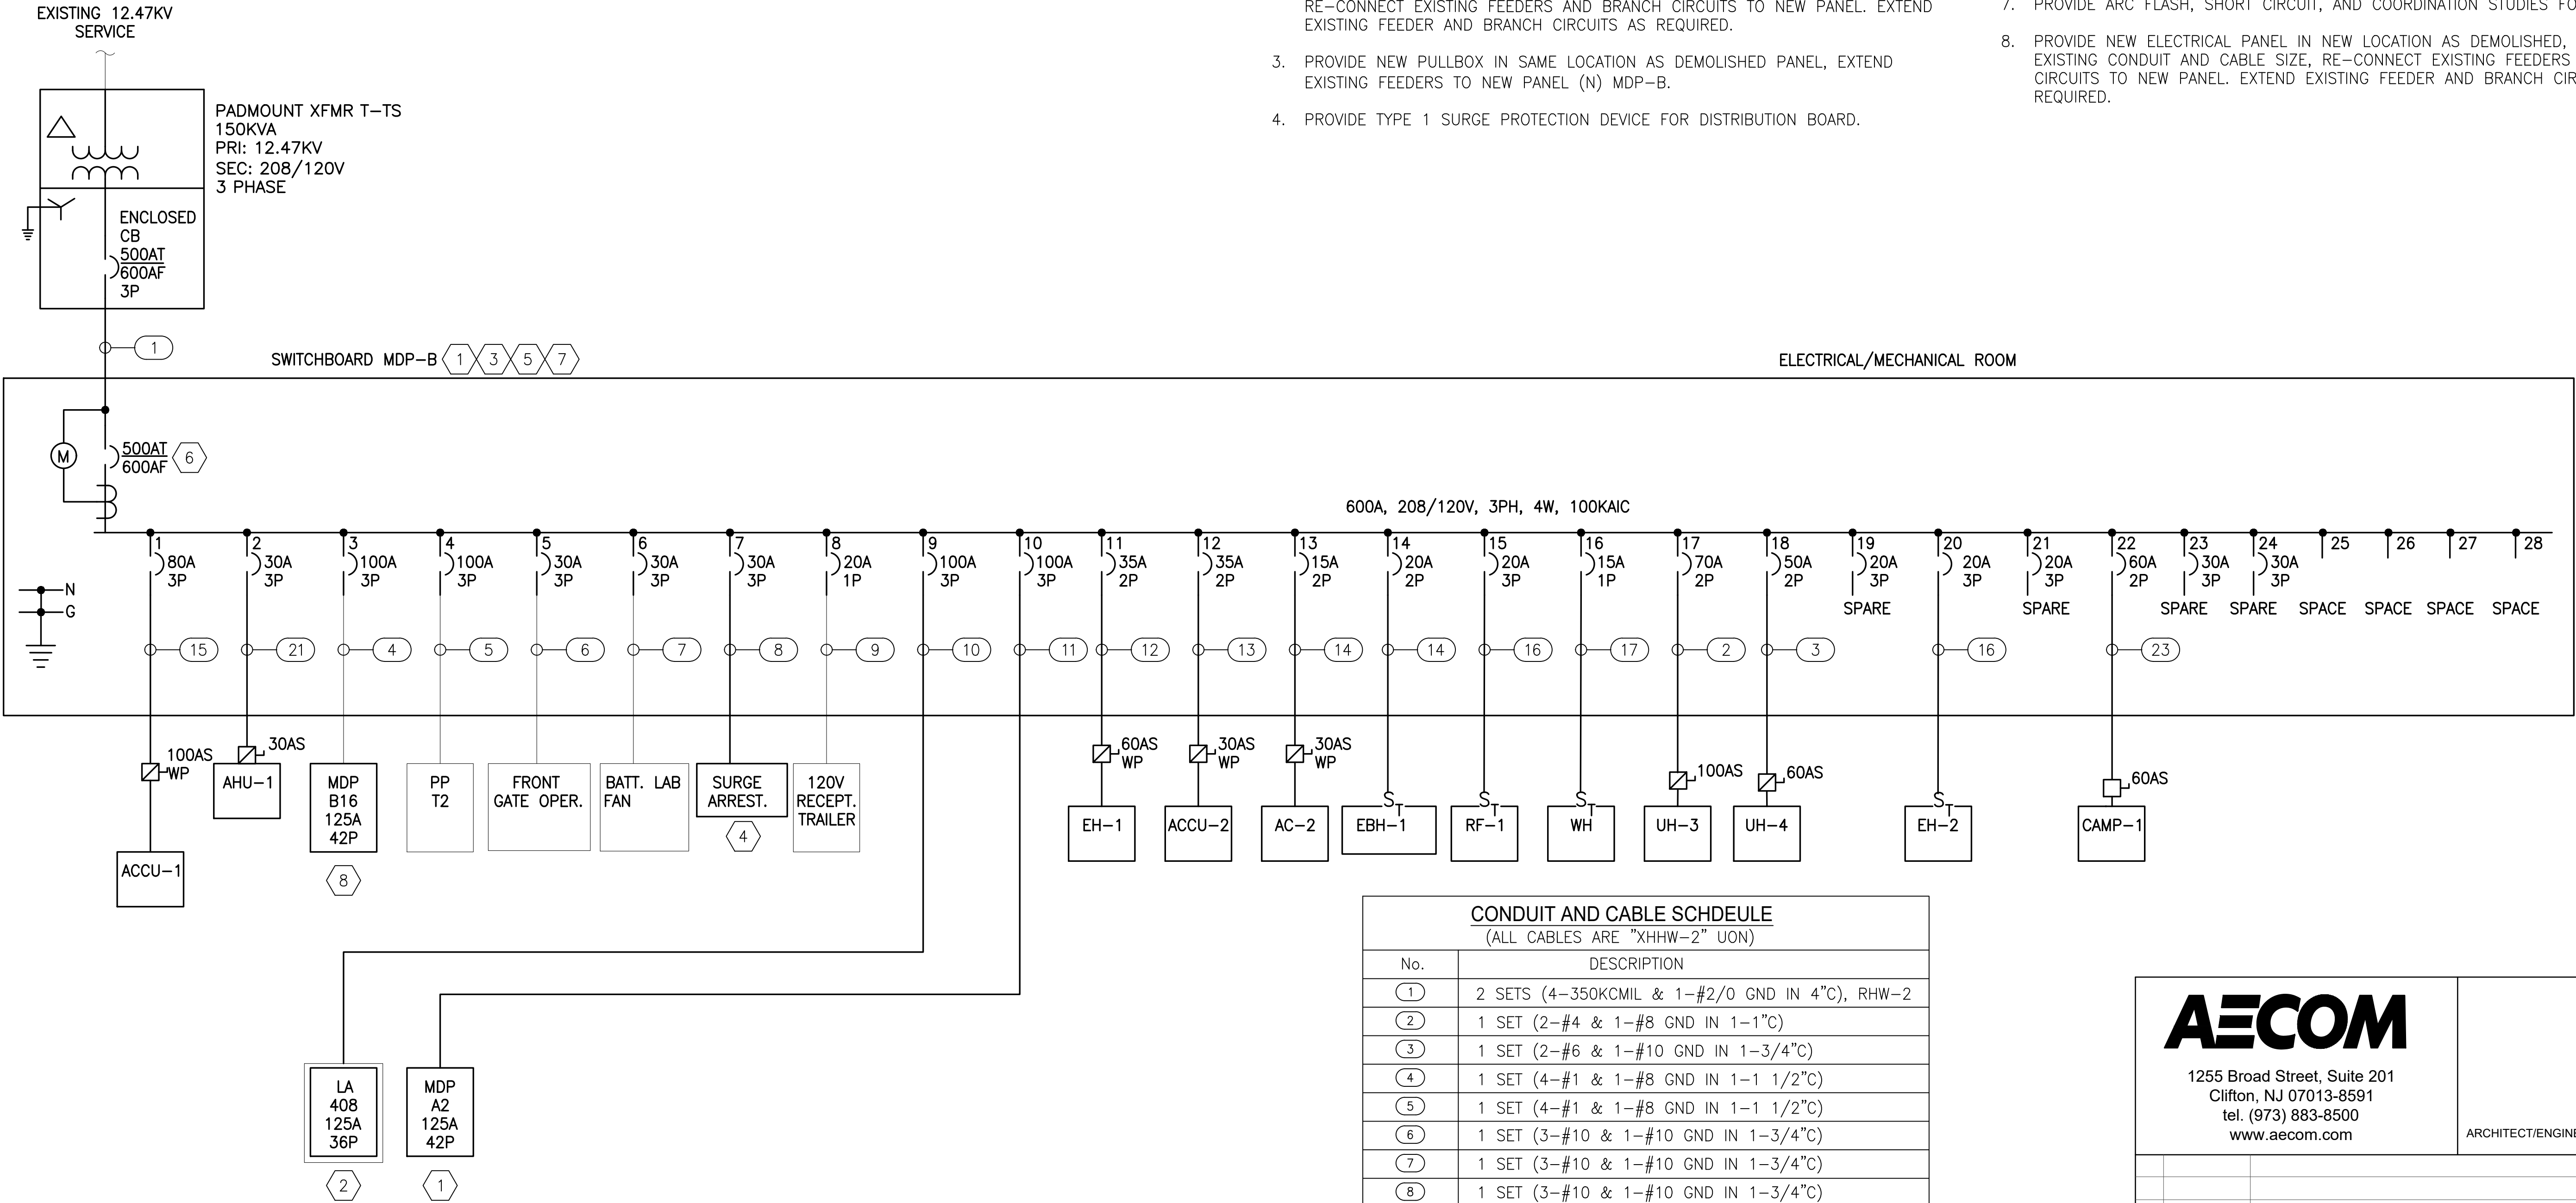 EXISTING 12.47KV
SERVICE
PADMOUNT XFMR T-TS
150KVA
PRI: 12.47KV
SEC: 208/120V
3 PHASE
ENCLOSED
CB
500AT
600AF
3P
1
RE-CONNECT EXISTING FEEDERS AND BRANCH CIRCUITS TO NEW PANEL. EXTEND
EXISTING FEEDER AND BRANCH CIRCUITS AS REQUIRED.
3. PROVIDE NEW PULLBOX IN SAME LOCATION AS DEMOLISHED PANEL, EXTEND
EXISTING FEEDERS TO NEW PANEL (N) MDP-B.
4. PROVIDE TYPE 1 SURGE PROTECTION DEVICE FOR DISTRIBUTION BOARD.
7. PROVIDE ARC FLASH, SHORT CIRCUIT, AND COORDINATION STUDIES FO
8. PROVIDE NEW ELECTRICAL PANEL IN NEW LOCATION AS DEMOLISHED,
EXISTING CONDUIT AND CABLE SIZE, RE-CONNECT EXISTING FEEDERS
CIRCUITS TO NEW PANEL. EXTEND EXISTING FEEDER AND BRANCH CIR
REQUIRED.
SWITCHBOARD MDP-B 1 3 5 7
ELECTRICAL/MECHANICAL ROOM
M
500AT
600AF
6
600A, 208/120V, 3PH, 4W, 100KAIC
1 2 3 4 5 6 7 8 9 10 11 12 13 14 15 16 17 18 19 20 21 22 23 24 25 26 27 28
80A 30A 100A 100A 30A 30A 30A 20A 100A 100A 35A 35A 15A 20A 20A 15A 70A 50A 20A 20A 20A 60A 30A 30A
3P 3P 3P 3P 3P 3P 3P 1P 3P 3P 2P 2P 2P 2P 3P 1P 2P 2P 3P 3P 3P 2P 3P 3P
N
G
SPARE SPARE SPARE SPARE SPACE SPACE SPACE SPACE
15 21 4 5 6 7 8 9 10 11 12 13 14 14 16 17 2 3 16 23
100AS
WP
ACCU-1
30AS
AHU-1
MDP
B16
125A
42P
8
PP
T2
FRONT
GATE OPER.
BATT. LAB
FAN
SURGE
ARREST.
4
120V
RECEPT.
TRAILER
60AS
WP
EH-1
30AS
WP
ACCU-2
30AS
WP
AC-2
ST
EBH-1
ST
RF-1
ST
WH
100AS
UH-3
60AS
UH-4
ST
EH-2
60AS
CAMP-1
LA
408
125A
36P
2
MDP
A2
125A
42P
1
CONDUIT AND CABLE SCHDEULE
(ALL CABLES ARE "XHHW-2" UON)
No. DESCRIPTION
1 2 SETS (4-350KCMIL & 1-#2/0 GND IN 4"C), RHW-2
2 1 SET (2-#4 & 1-#8 GND IN 1-1"C)
3 1 SET (2-#6 & 1-#10 GND IN 1-3/4"C)
4 1 SET (4-#1 & 1-#8 GND IN 1-1 1/2"C)
5 1 SET (4-#1 & 1-#8 GND IN 1-1 1/2"C)
6 1 SET (3-#10 & 1-#10 GND IN 1-3/4"C)
7 1 SET (3-#10 & 1-#10 GND IN 1-3/4"C)
8 1 SET (3-#10 & 1-#10 GND IN 1-3/4"C)
AECOM
1255 Broad Street, Suite 201
Clifton, NJ 07013-8591
tel. (973) 883-8500
www.aecom.com
ARCHITECT/ENGINE